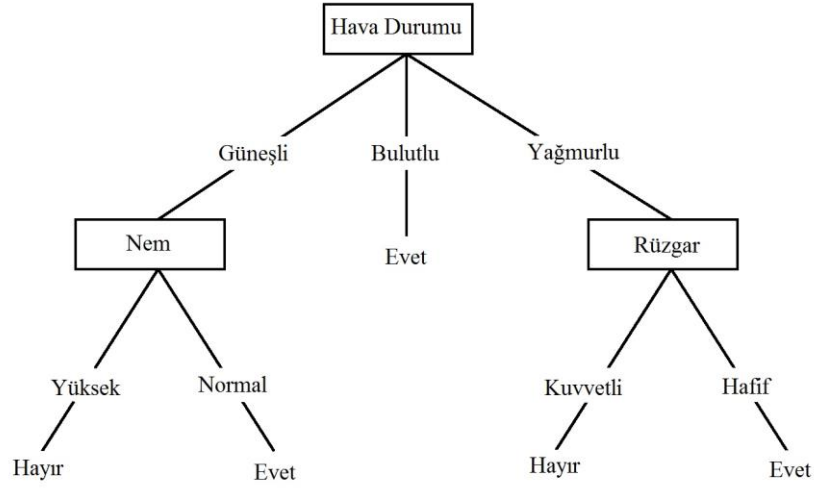 Hava Durumu
Güneşli
Bulutlu
Yağmurlu
Nem
Evet
Rüzgar
Yüksek
Normal
Kuvvetli
Hafif
Hayır
Evet
Hayır
Evet